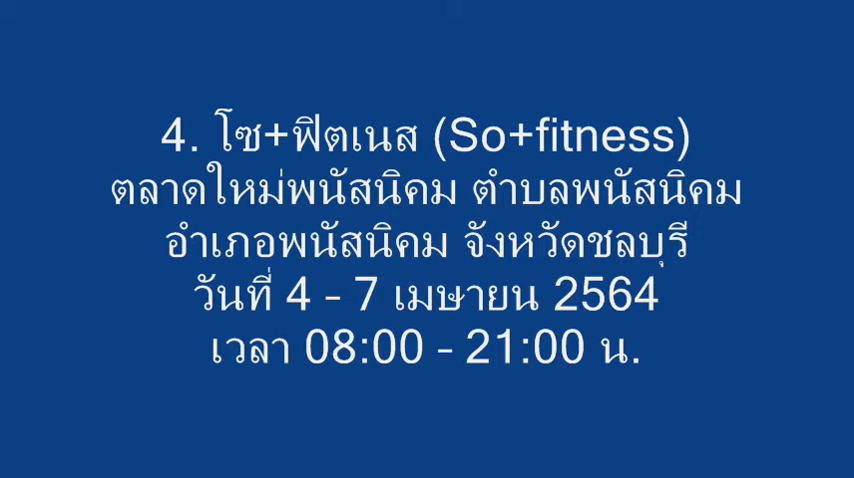 4. โซ+ฟิตเนส (So+fitness)
ตลาดใหม่พนัสนิคม ตำบลพนัสนิคม
อำเภอพนัสนิคม จังหวัดชลบุรี
วันที่ 4 - 7 เมษายน 2564
เวลา 08:00 - 21:00 น.